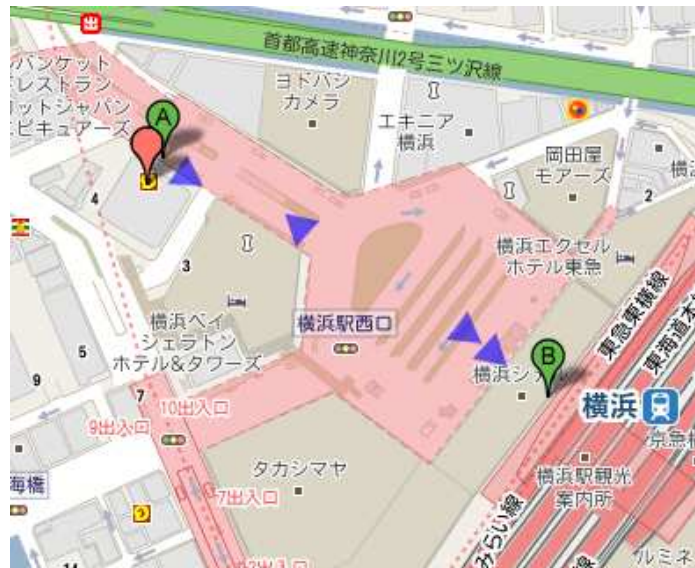 出
首都高速神奈川2号三ツ沢線
バンケット
レストラン
ットジャパン
ピキュアーズ
ヨドバシ
カメラ
エキニア
横浜
岡田屋
モアーズ
横
A
4
2
3
横浜エクセル
ホテル東急
東急東横線
東海道本
横浜ベイ
シェラトン
ホテル&タワーズ
横浜駅西口
B
横浜シ
5
9
7
10出入口
9出入口
横浜
京急
タカシマヤ
横浜駅観光
案内所
海橋
7出入口
みらい線
ルミネ
14